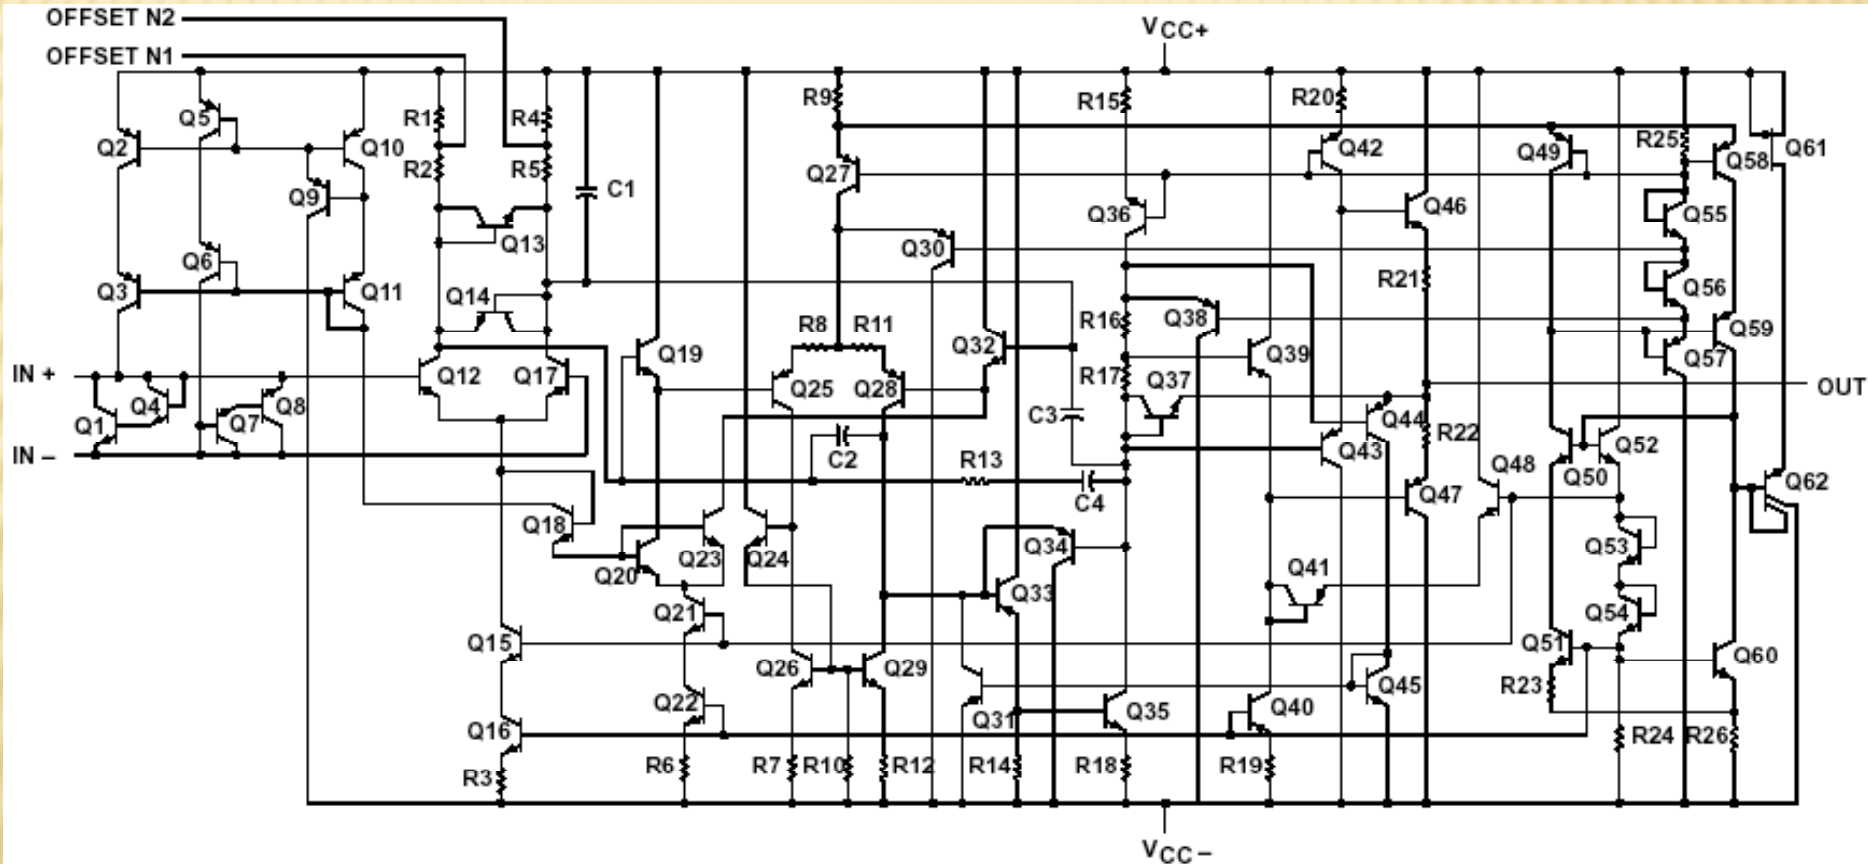 OFFSET N2
VCC+
OFFSET N1
R9
R15
R20
Q5
R1
R4
Q2
Q10
Q42
Q49
R25
Q58
Q61
R2
R5
Q27
Q9
C1
Q36
Q46
Q55
Q13
Q30
Q6
R21
Q3
Q11
Q14
Q56
R8
R11
R16
Q38
Q59
Q19
Q32
Q39
Q57
IN +
Q12
Q17
Q25
Q28
R17
Q37
OUT
Q4
Q8
Q1
Q7
C3
Q44
R22
IN –
C2
R13
Q43
Q52
Q48
Q50
C4
Q47
Q62
Q18
Q23
Q24
Q34
Q53
Q20
Q33
Q41
Q21
Q54
Q15
Q26
Q29
Q51
Q60
Q22
Q31
Q35
Q40
Q45
R23
Q16
R24
R26
R3
R6
R7
R10
R12
R14
R18
R19
VCC –